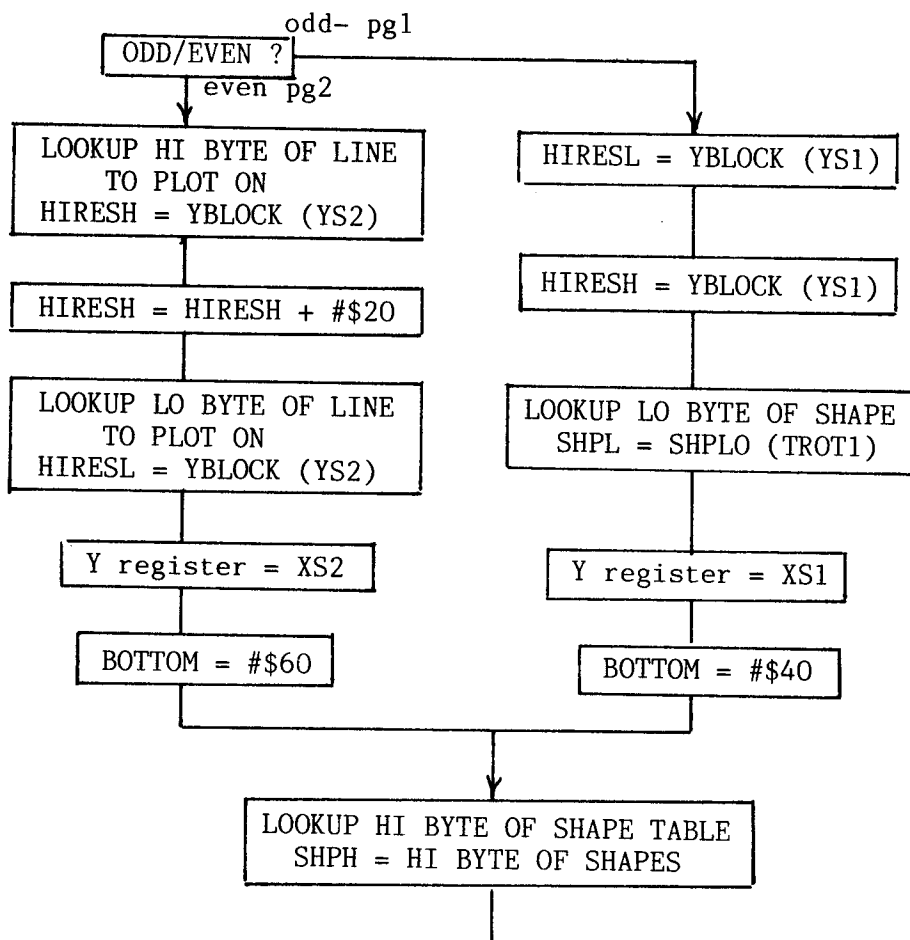 odd- pg1
ODD/EVEN ?
even pg2
LOOKUP HI BYTE OF LINE
TO PLOT ON
HIRESH = YBLOCK (YS2)
HIRESH = HIRESH + #$20
LOOKUP LO BYTE OF LINE
TO PLOT ON
HIRESL = YBLOCK (YS2)
Y register = XS2
BOTTOM = #$60
HIRESL = YBLOCK (YS1)
HIRESH = YBLOCK (YS1)
LOOKUP LO BYTE OF SHAPE
SHPL = SHPLO (TROT1)
Y register = XS1
BOTTOM = #$40
LOOKUP HI BYTE OF SHAPE TABLE
SHPH = HI BYTE OF SHAPES